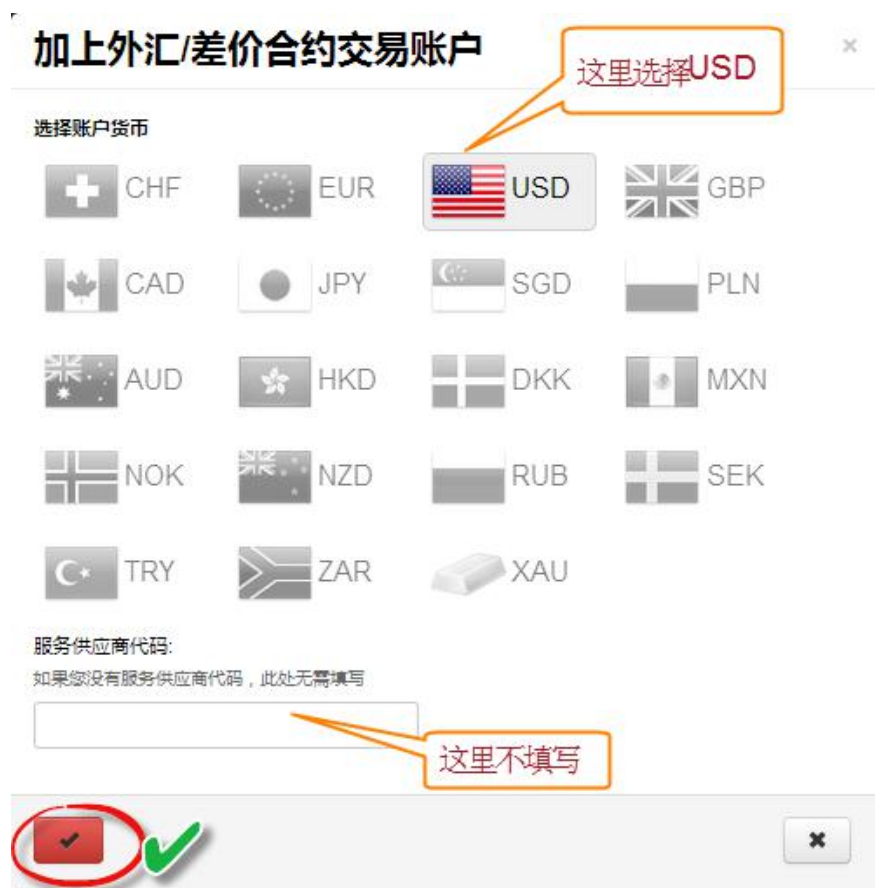 加上外汇/差价合约交易账户
这里选择USD
选择账户货币
CHF EUR USD GBP
CAD JPY SGD PLN
AUD HKD DKK MXN
NOK NZD RUB SEK
TRY ZAR XAU
服务供应商代码:
如果您没有服务供应商代码，此处无需填写
这里不填写